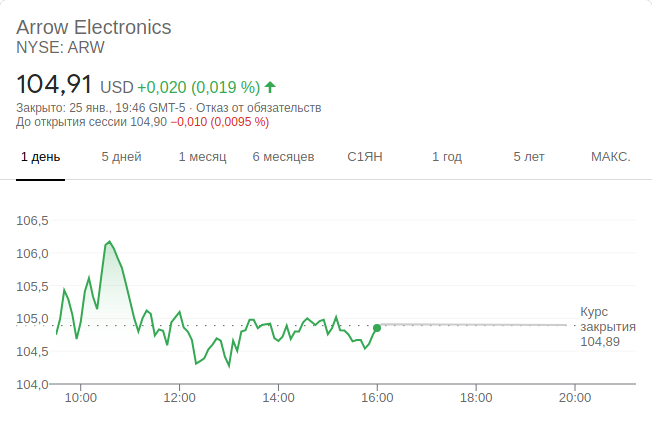 Arrow Electronics
NYSE: ARW
104,91 USD +0,020 (0,019 %)
Закрыто: 25 янв., 19:46 GMT-5 · Отказ от обязательств
До открытия сессии 104,90 −0,010 (0,0095 %)
1 день 5 дней 1 месяц 6 месяцев С1ЯН 1 год 5 лет МАКС.
106,5
106,0
105,5
105,0
104,5
104,0
Курс
закрытия
104,89
10:00 12:00 14:00 16:00 18:00 20:00